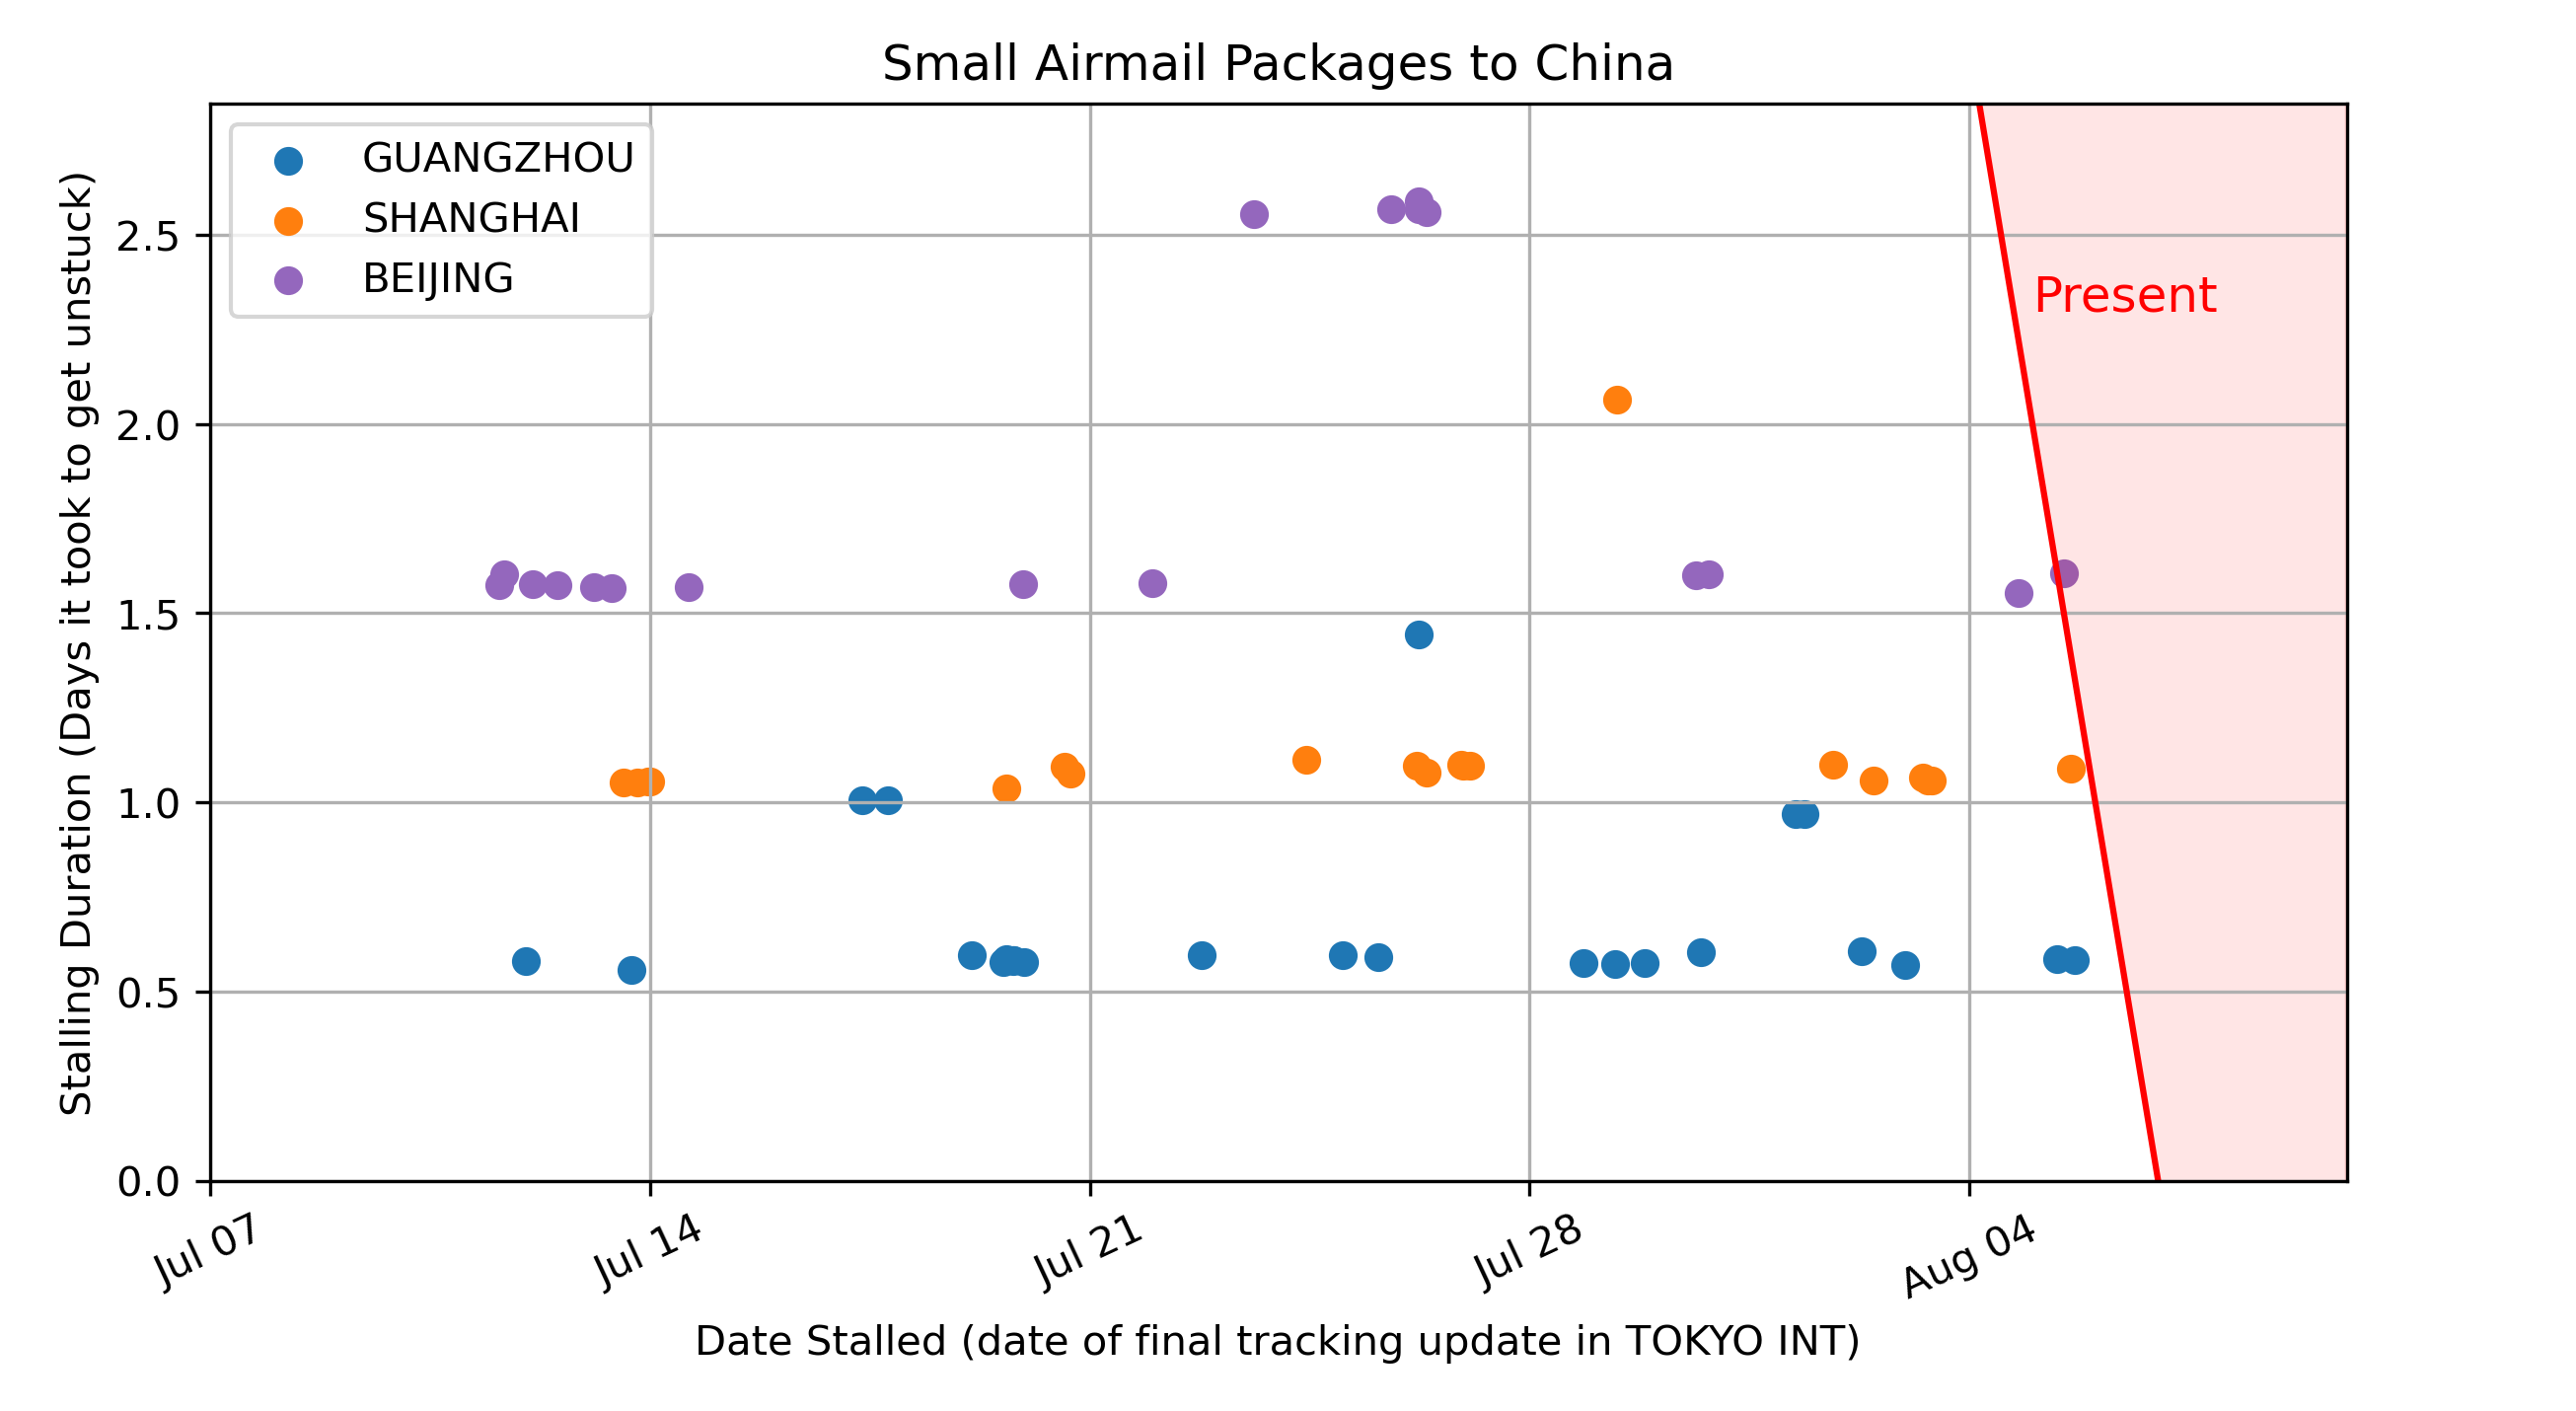 Small Airmail Packages to China
GUANGZHOU
SHANGHAI
BEIJING
Present
Stalling Duration (Days it took to get unstuck)
2.5
2.0
1.5
1.0
0.5
0.0
Jul 07
Jul 14
Jul 21
Jul 28
Aug 04
Date Stalled (date of final tracking update in TOKYO INT)